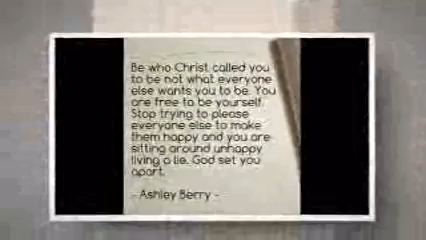 Be who Christ called you
to be not what everyone
else wants you to be. You
are free to be yourself.
Stop trying to please
everyone else to make
them happy and you are
sitting around unhappy
living a lie. God set you
apart.
- Ashley Berry -